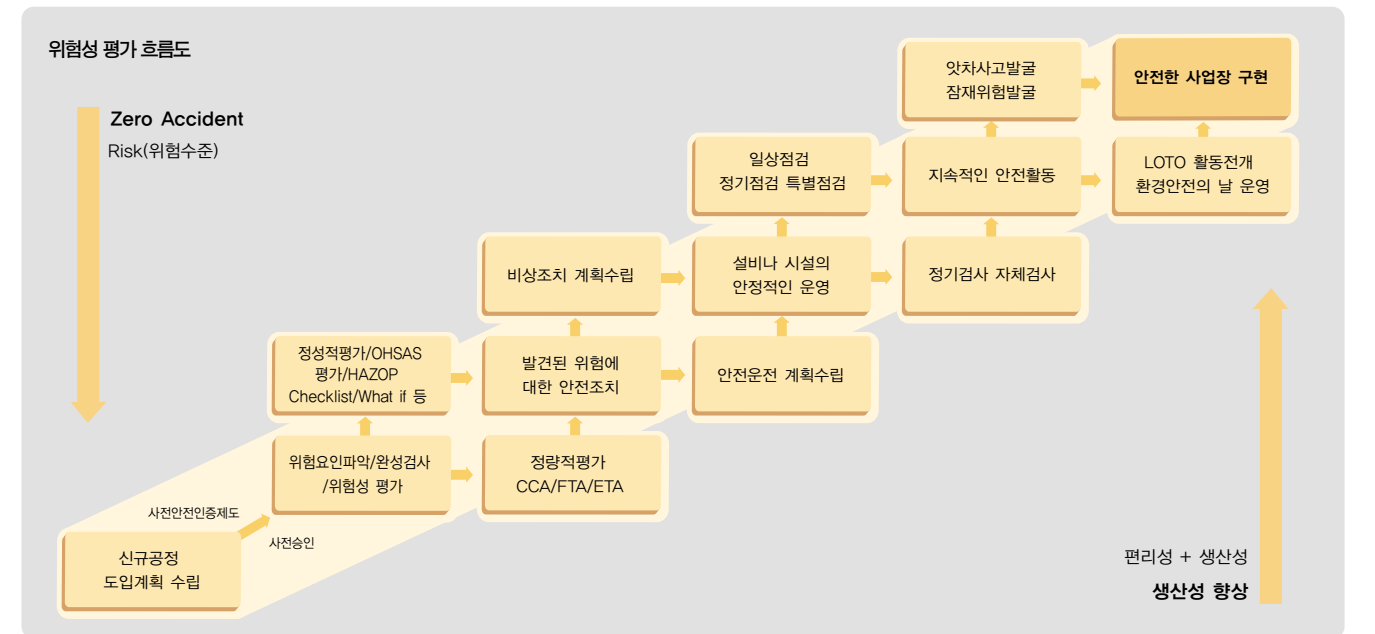 위험성 평가 흐름도
Zero Accident
Risk(위험수준)
앗차사고발굴
잠재위험발굴
안전한 사업장 구현
일상점검
정기점검 특별점검
지속적인 안전활동
LOTO 활동전개
환경안전의 날 운영
비상조치 계획수립
설비나 시설의
안정적인 운영
정기검사 자체검사
정성적평가/OHSAS
평가/HAZOP
Checklist/What if 등
발견된 위험에
대한 안전조치
안전운전 계획수립
위험요인파악/완성검사
/위험성 평가
정량적평가
CCA/FTA/ETA
사전안전인증제도
사전승인
신규공정
도입계획 수립
편리성 + 생산성
생산성 향상